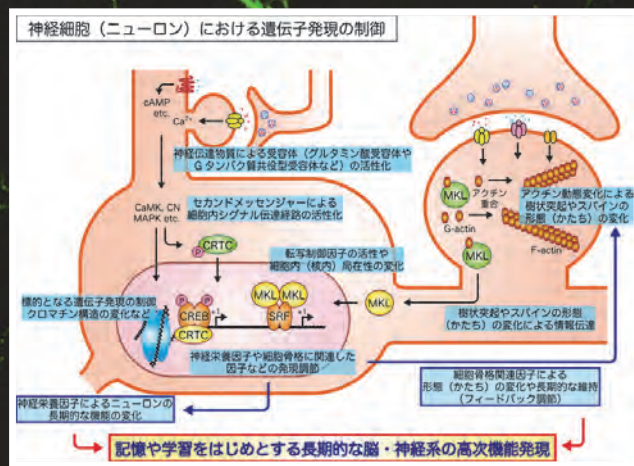 神経細胞（ニューロン）における遺伝子発現の制御
cAMP
etc.
Ca²⁺
神経伝達物質による受容体（グルタミン酸受容体や
Gタンパク質共役型受容体など）の活性化
CaMK, CN
MAPK etc.
セカンドメッセンジャーによる
細胞内シグナル伝達経路の活性化
P
CRTC
転写制御因子の活性や
細胞内（核内）局在性の変化
標的となる遺伝子発現の制御
クロマチン構造の変化など
P
P
CREB
CRTC
+1
MKL
MKL
SRF
+1
MKL
神経栄養因子や細胞骨格に関連した
因子などの発現調節
MKL
アクチン
重合
G-actin
F-actin
MKL
アクチン動態変化による
樹状突起やスパインの
形態（かたち）の変化
樹状突起やスパインの形態
（かたち）の変化による情報伝達
神経栄養因子によるニューロンの
長期的な機能の変化
細胞骨格関連因子による
形態（かたち）の変化や長期的な維持
（フィードバック調節）
記憶や学習をはじめとする長期的な脳・神経系の高次機能発現